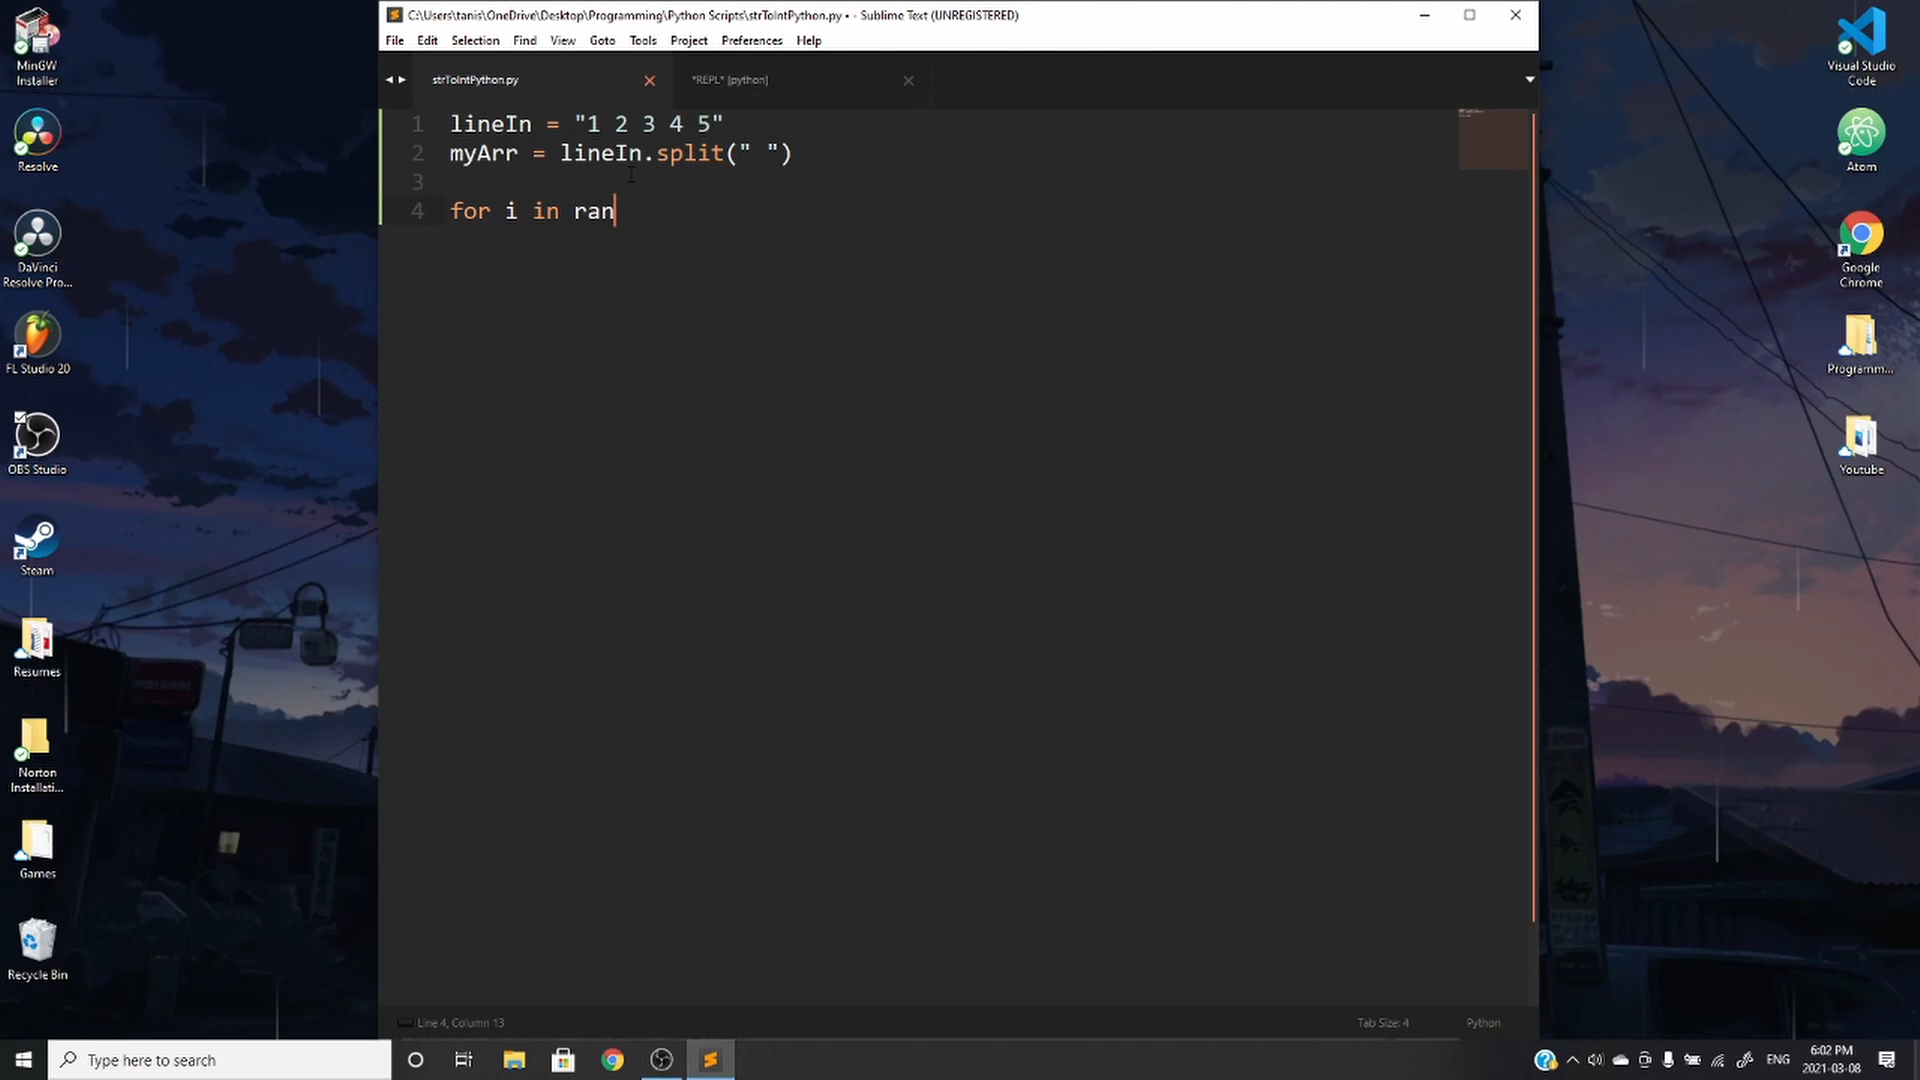 C:\Users\tanis\OneDrive\Desktop\Programming\Python Scripts\strToIntPython.py • - Sublime Text (UNREGISTERED)
File Edit Selection Find View Goto Tools Project Preferences Help
strToIntPython.py
*REPL* [python]
1 lineIn = "1 2 3 4 5"
2 myArr = lineIn.split(" ")
3
4 for i in ran
Line 4, Column 13
Tab Size: 4
Python
MinGW
Installer
Resolve
DaVinci
Resolve Pro...
FL Studio 20
OBS Studio
Steam
Resumes
Norton
Installati...
Games
Recycle Bin
Visual Studio
Code
Atom
Google
Chrome
Programm...
Youtube
Type here to search
ENG
6:02 PM
2021-03-08